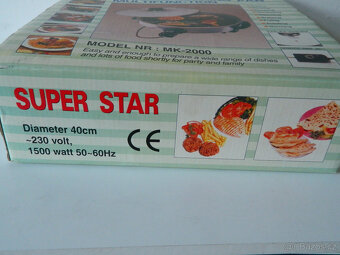 MULTIFUNCTION
MODEL NR : MK-2000
Easy and enough to prepare a wide range of dishes
and lots of food shortly for party and family
SUPER STAR
Diameter 40cm
~230 volt,
1500 watt 50~60Hz
CE